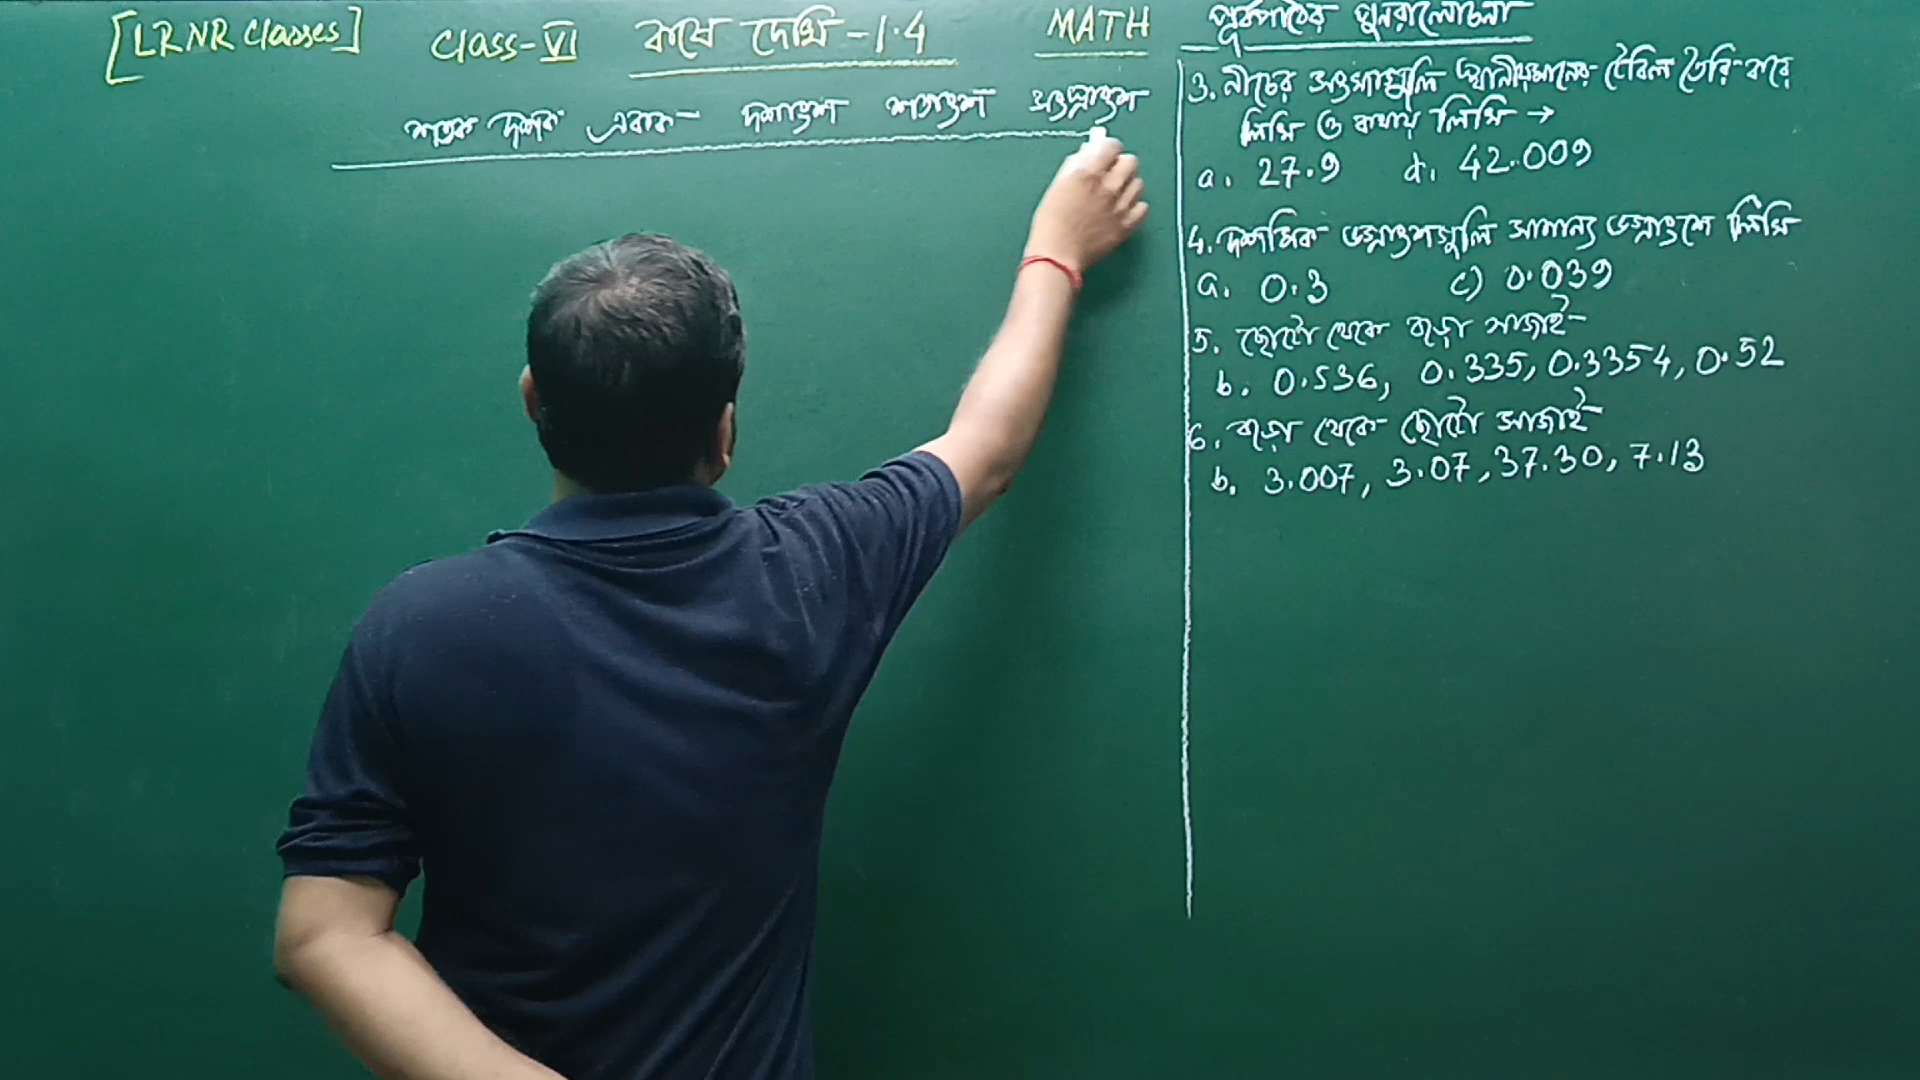 [LRNR Classes] Class-VI কষে দেখি -1.4 MATH
শতক দশক একক দশাংশ শতাংশ সহস্রাংশ
পূর্বপাঠের পুনরালোচনা
3. নীচের সংখ্যাগুলি স্থানীয়মানের টেবিল তৈরি করে
লিখি ও কথায় লিখি →
a. 27.9 d. 42.009
4. দশমিক ভগ্নাংশগুলি সামান্য ভগ্নাংশে লিখি
a. 0.3 c) 0.039
5. ছোটো থেকে বড়ো সাজাই-
b. 0.536, 0.335, 0.3354, 0.52
6. বড়ো থেকে ছোটো সাজাই-
b. 3.007, 3.07, 37.30, 7.13